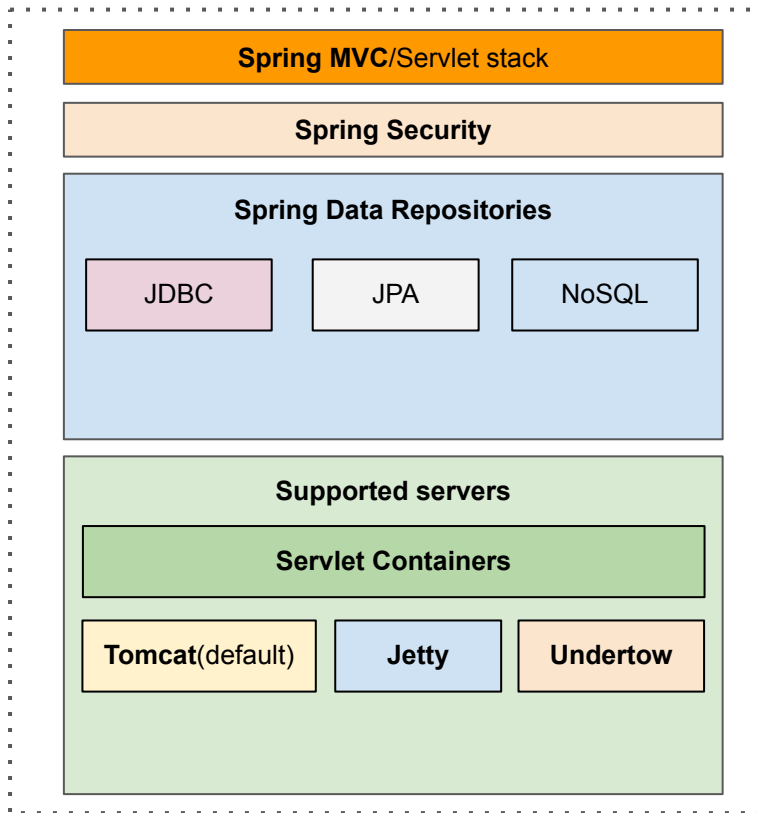 Spring MVC/Servlet stack
Spring Security
Spring Data Repositories
JDBC
JPA
NoSQL
Supported servers
Servlet Containers
Tomcat(default)
Jetty
Undertow